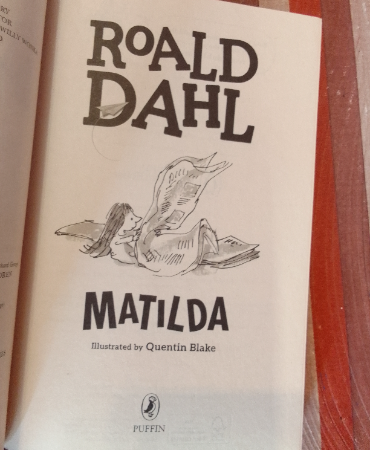 ROALD
DAHL
MATILDA
Illustrated by Quentin Blake
PUFFIN